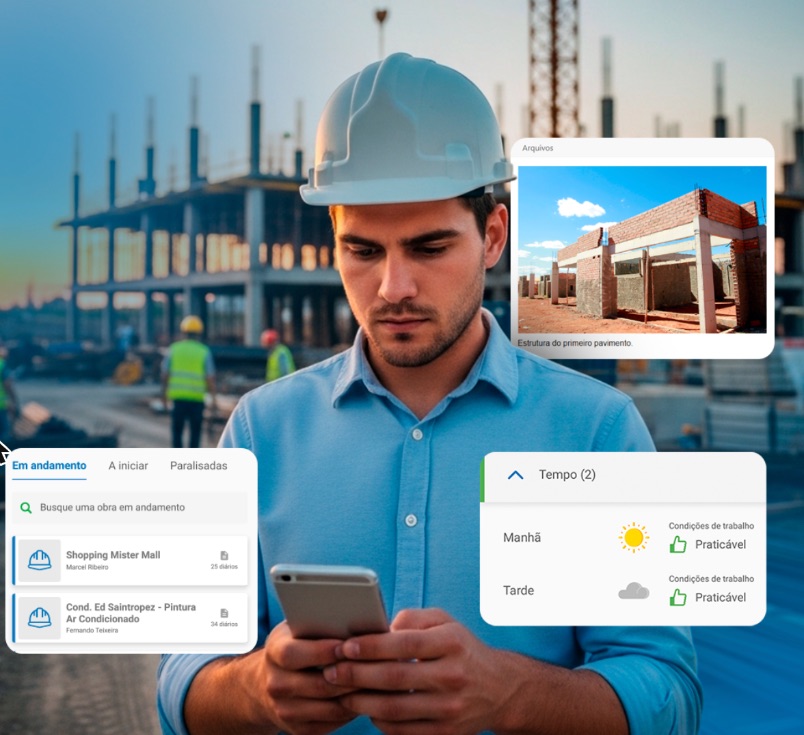 Arquivos
Estrutura do primeiro pavimento.
Em andamento A iniciar Paralisadas
Busque uma obra em andamento
Shopping Mister Mall
Marcel Ribeiro
25 diários
Cond. Ed Saintropez - Pintura
Ar Condicionado
Fernando Teixeira
34 diários
Tempo (2)
Manhã
Condições de trabalho
Praticável
Tarde
Condições de trabalho
Praticável